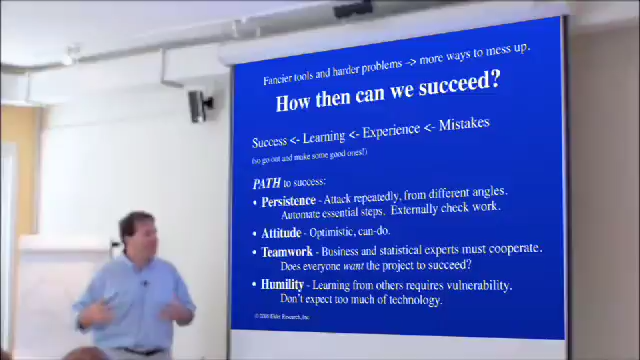 Fancier tools and harder problems –> more ways to mess up.
How then can we succeed?
Success <- Learning <- Experience <- Mistakes
(so go out and make some good ones!)
PATH to success:
• Persistence - Attack repeatedly, from different angles.
Automate essential steps. Externally check work.
• Attitude - Optimistic, can-do.
• Teamwork - Business and statistical experts must cooperate.
Does everyone want the project to succeed?
• Humility - Learning from others requires vulnerability.
Don't expect too much of technology.
Elder Research, Inc.